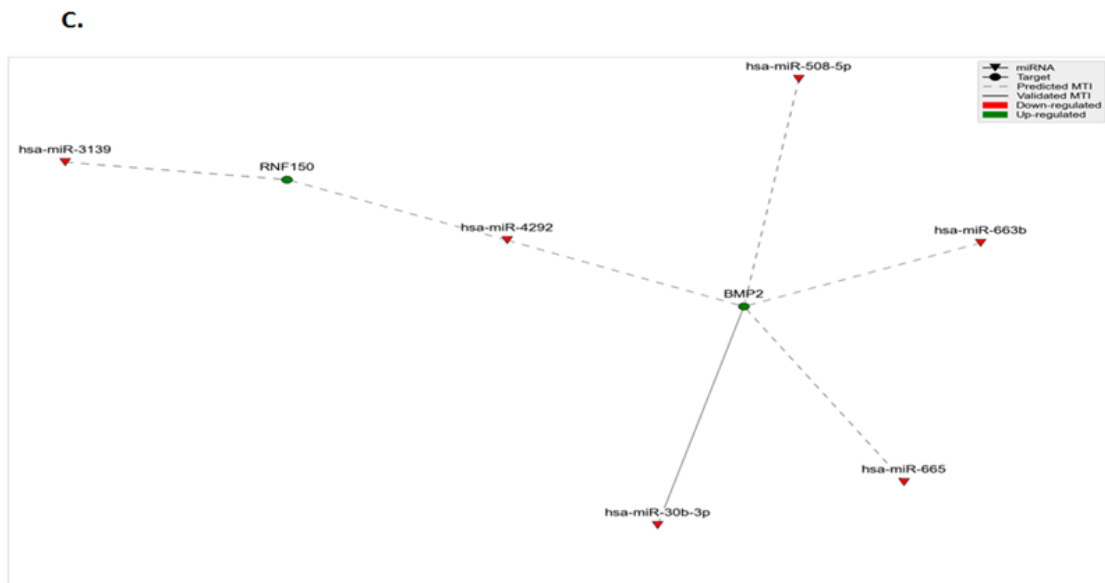 C.
hsa-miR-508-5p
miRNA
Target
Predicted MTI
Validated MTI
Down-regulated
Up-regulated
hsa-miR-3139
RNF150
hsa-miR-4292
hsa-miR-663b
BMP2
hsa-miR-665
hsa-miR-30b-3p